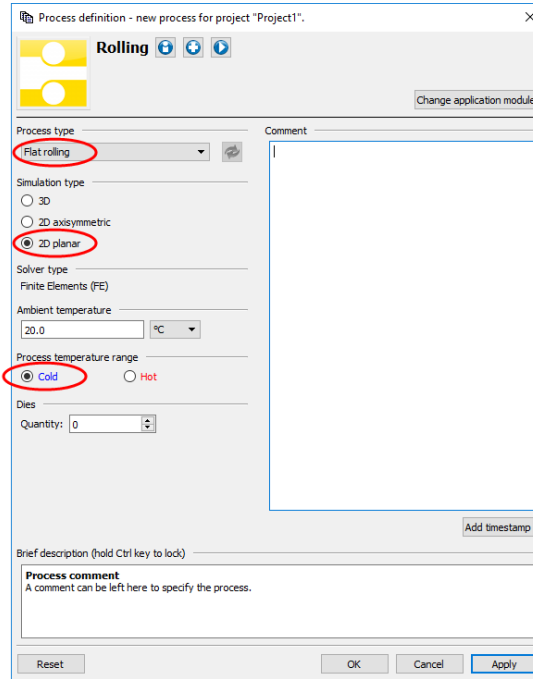 Process definition - new process for project "Project1".
Rolling
Change application module
Process type
Flat rolling
Comment
Simulation type
3D
2D axisymmetric
2D planar
Solver type
Finite Elements (FE)
Ambient temperature
20.0
ºC
Process temperature range
Cold
Hot
Dies
Quantity: 0
Add timestamp
Brief description (hold Ctrl key to lock)
Process comment
A comment can be left here to specify the process.
Reset
OK
Cancel
Apply